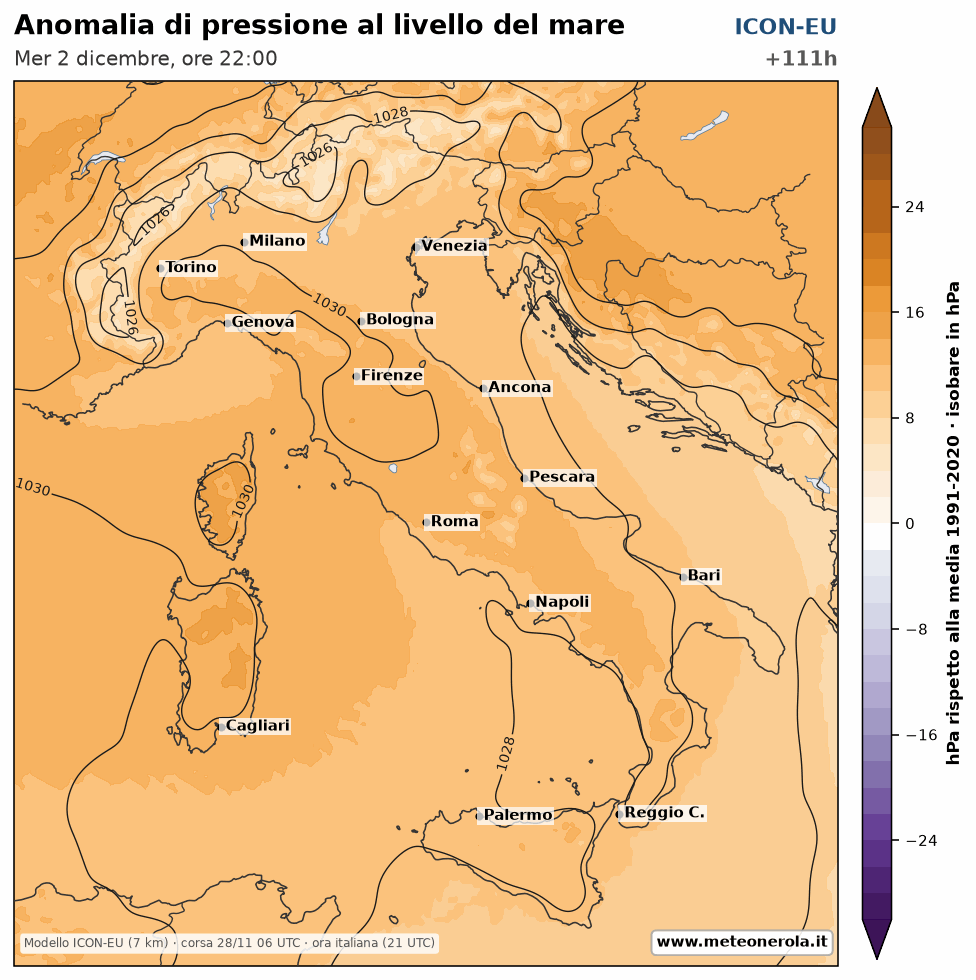 Anomalia di pressione al livello del mare
ICON-EU
Mer 2 dicembre, ore 22:00
+111h
1028
1026
1026
Milano
Venezia
Torino
1030
1026
Genova
Bologna
Firenze
Ancona
1030
1030
Pescara
Roma
Bari
Napoli
Cagliari
1028
Palermo
Reggio C.
24
16
8
0
−8
−16
−24
hPa rispetto alla media 1991-2020 · isobare in hPa
Modello ICON-EU (7 km) · corsa 28/11 06 UTC · ora italiana (21 UTC)
www.meteonerola.it